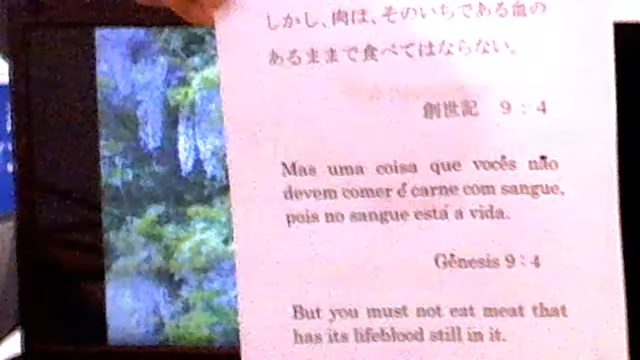 しかし、肉は、そのいのちである血の
あるままで食べてはならない。
創世記 9:4
Mas uma coisa que vocês não
devem comer é carne com sangue,
pois no sangue está a vida.
Gênesis 9:4
But you must not eat meat that
has its lifeblood still in it.